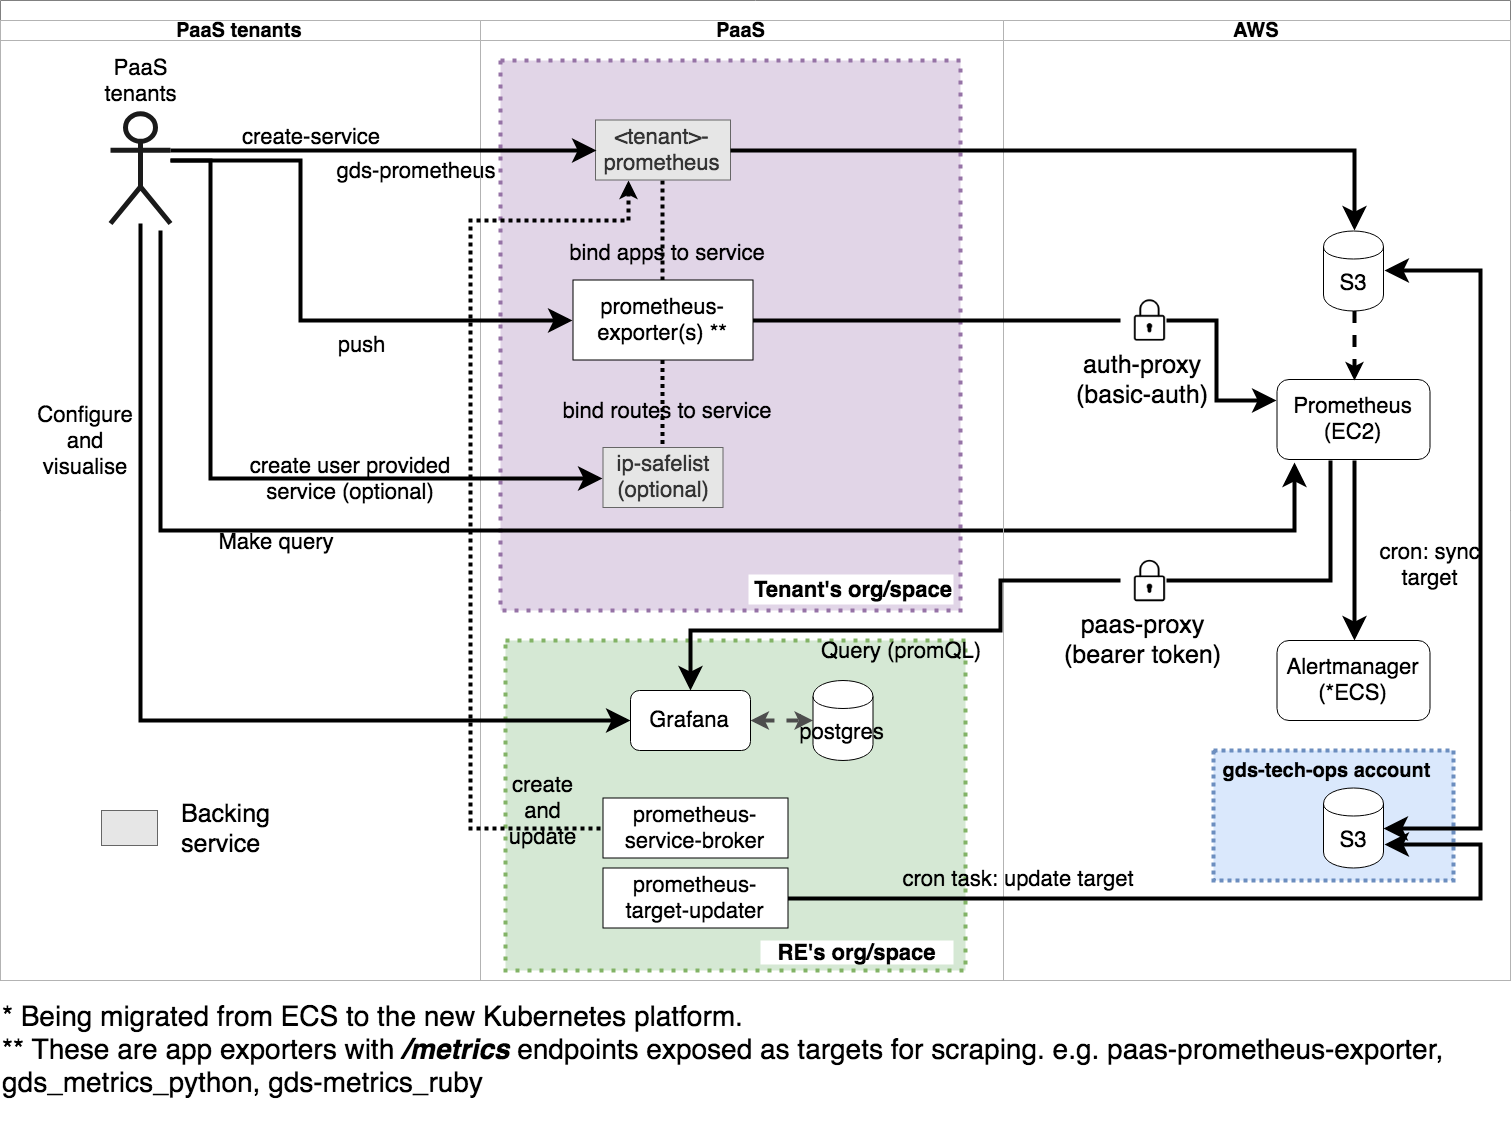 PaaS tenants
PaaS
AWS
PaaS
tenants
create-service
gds-prometheus
<tenant>-
prometheus
bind apps to service
S3
prometheus-
exporter(s) **
push
auth-proxy
(basic-auth)
Prometheus
(EC2)
Configure
and
visualise
bind routes to service
create user provided
service (optional)
ip-safelist
(optional)
Make query
cron: sync
target
Tenant's org/space
paas-proxy
(bearer token)
Query (promQL)
Alertmanager
(*ECS)
Grafana
postgres
gds-tech-ops account
S3
create
and
update
prometheus-
service-broker
Backing
service
prometheus-
target-updater
cron task: update target
RE's org/space
* Being migrated from ECS to the new Kubernetes platform.
** These are app exporters with /metrics endpoints exposed as targets for scraping. e.g. paas-prometheus-exporter,
gds_metrics_python, gds-metrics_ruby